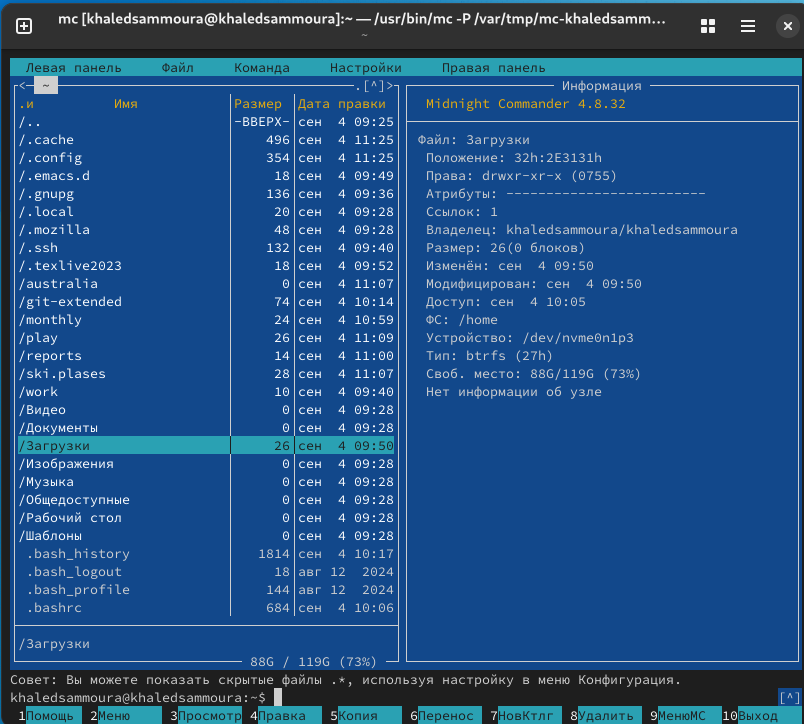 mc [khaledsammoura@khaledsammoura]:~ — /usr/bin/mc -P /var/tmp/mc-khaledsamm…
~
Левая панель Файл Команда Настройки Правая панель
<─ ~ .[^]>
.и Имя Размер Дата правки
/.. -ВВЕРХ- сен 4 09:25
/.cache 496 сен 4 11:25
/.config 354 сен 4 11:25
/.emacs.d 18 сен 4 09:49
/.gnupg 136 сен 4 09:36
/.local 20 сен 4 09:28
/.mozilla 48 сен 4 09:28
/.ssh 132 сен 4 09:40
/.texlive2023 18 сен 4 09:52
/australia 0 сен 4 11:07
/git-extended 74 сен 4 10:14
/monthly 24 сен 4 10:59
/play 26 сен 4 11:09
/reports 14 сен 4 11:00
/ski.plases 28 сен 4 11:07
/work 10 сен 4 09:40
/Видео 0 сен 4 09:28
/Документы 0 сен 4 09:28
/Загрузки 26 сен 4 09:50
/Изображения 0 сен 4 09:28
/Музыка 0 сен 4 09:28
/Общедоступные 0 сен 4 09:28
/Рабочий стол 0 сен 4 09:28
/Шаблоны 0 сен 4 09:28
.bash_history 1814 сен 4 10:17
.bash_logout 18 авг 12 2024
.bash_profile 144 авг 12 2024
.bashrc 684 сен 4 10:06
/Загрузки
88G / 119G (73%)
Информация
Midnight Commander 4.8.32
Файл: Загрузки
Положение: 32h:2E3131h
Права: drwxr-xr-x (0755)
Атрибуты: -------------------------
Ссылок: 1
Владелец: khaledsammoura/khaledsammoura
Размер: 26(0 блоков)
Изменён: сен 4 09:50
Модифицирован: сен 4 09:50
Доступ: сен 4 10:05
ФС: /home
Устройство: /dev/nvme0n1p3
Тип: btrfs (27h)
Своб. место: 88G/119G (73%)
Нет информации об узле
Совет: Вы можете показать скрытые файлы .*, используя настройку в меню Конфигурация.
khaledsammoura@khaledsammoura:~$ [^]
1Помощь 2Меню 3Просмотр 4Правка 5Копия 6Перенос 7НовКтлг 8Удалить 9МенюМС 10Выход